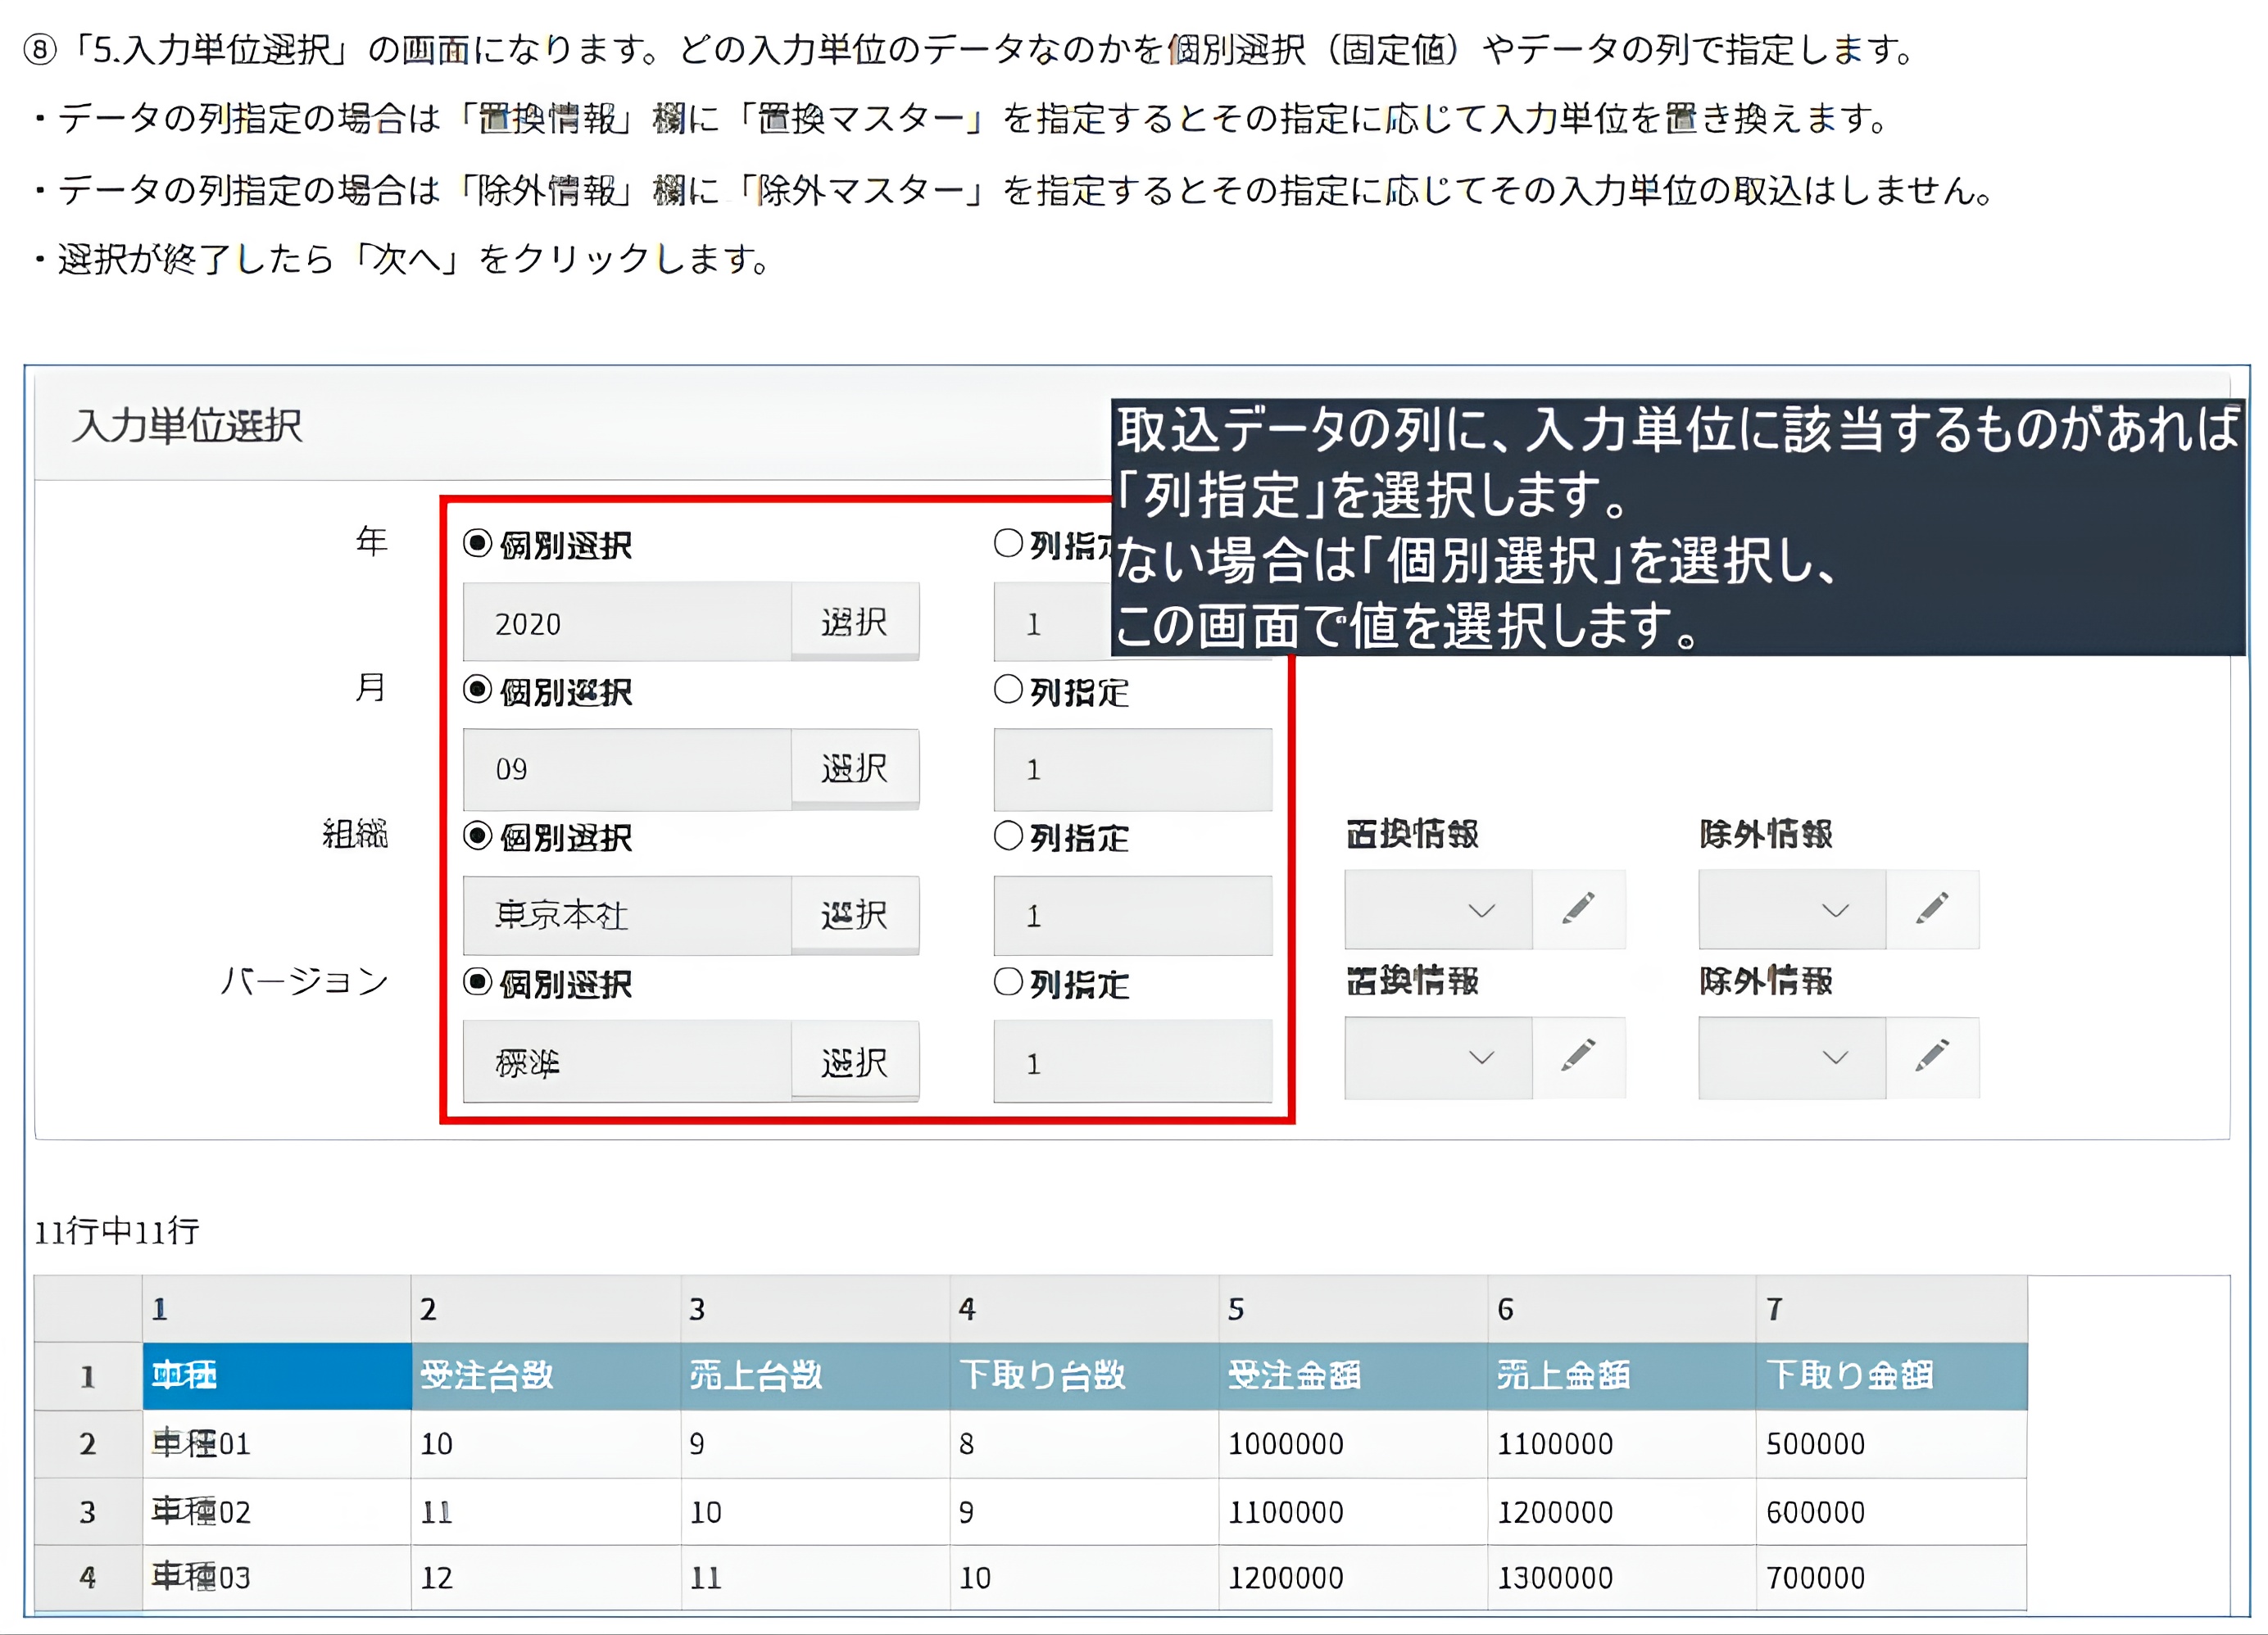 ⑧「5.入力単位選択」の画面になります。どの入力単位のデータなのかを個別選択（固定値）やデータの列で指定します。
・データの列指定の場合は「置換情報」欄に「置換マスター」を指定するとその指定に応じて入力単位を置き換えます。
・データの列指定の場合は「除外情報」欄に「除外マスター」を指定するとその指定に応じてその入力単位の取込はしません。
・選択が終了したら「次へ」をクリックします。
入力単位選択
取込データの列に、入力単位に該当するものがあれば
「列指定」を選択します。
ない場合は「個別選択」を選択し、
この画面で値を選択します。
年 個別選択 列指定
2020 選択 1
月 個別選択 列指定
09 選択 1
組織 個別選択 列指定 置換情報 除外情報
東京本社 選択 1
バージョン 個別選択 列指定 置換情報 除外情報
標準 選択 1
11行中11行
1 2 3 4 5 6 7
1 車種 受注台数 売上台数 下取り台数 受注金額 売上金額 下取り金額
2 車種01 10 9 8 1000000 1100000 500000
3 車種02 11 10 9 1100000 1200000 600000
4 車種03 12 11 10 1200000 1300000 700000